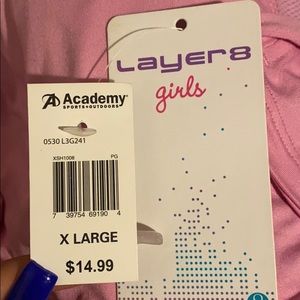 Academy
SPORTS+OUTDOORS
0530 L3G241
XSH1008 PG
7 39754 69190 4
X LARGE
$14.99
Layer8
girls